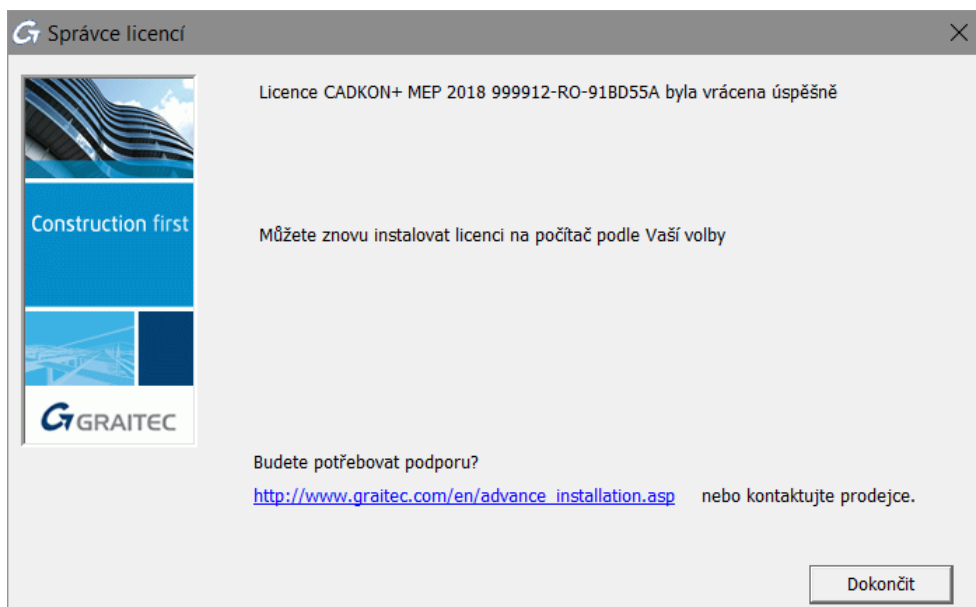 Správce licencí
Licence CADKON+ MEP 2018 999912-RO-91BD55A byla vrácena úspěšně
Construction first
Můžete znovu instalovat licenci na počítač podle Vaší volby
GRAITEC
Budete potřebovat podporu?
http://www.graitec.com/en/advance_installation.asp nebo kontaktujte prodejce.
Dokončit